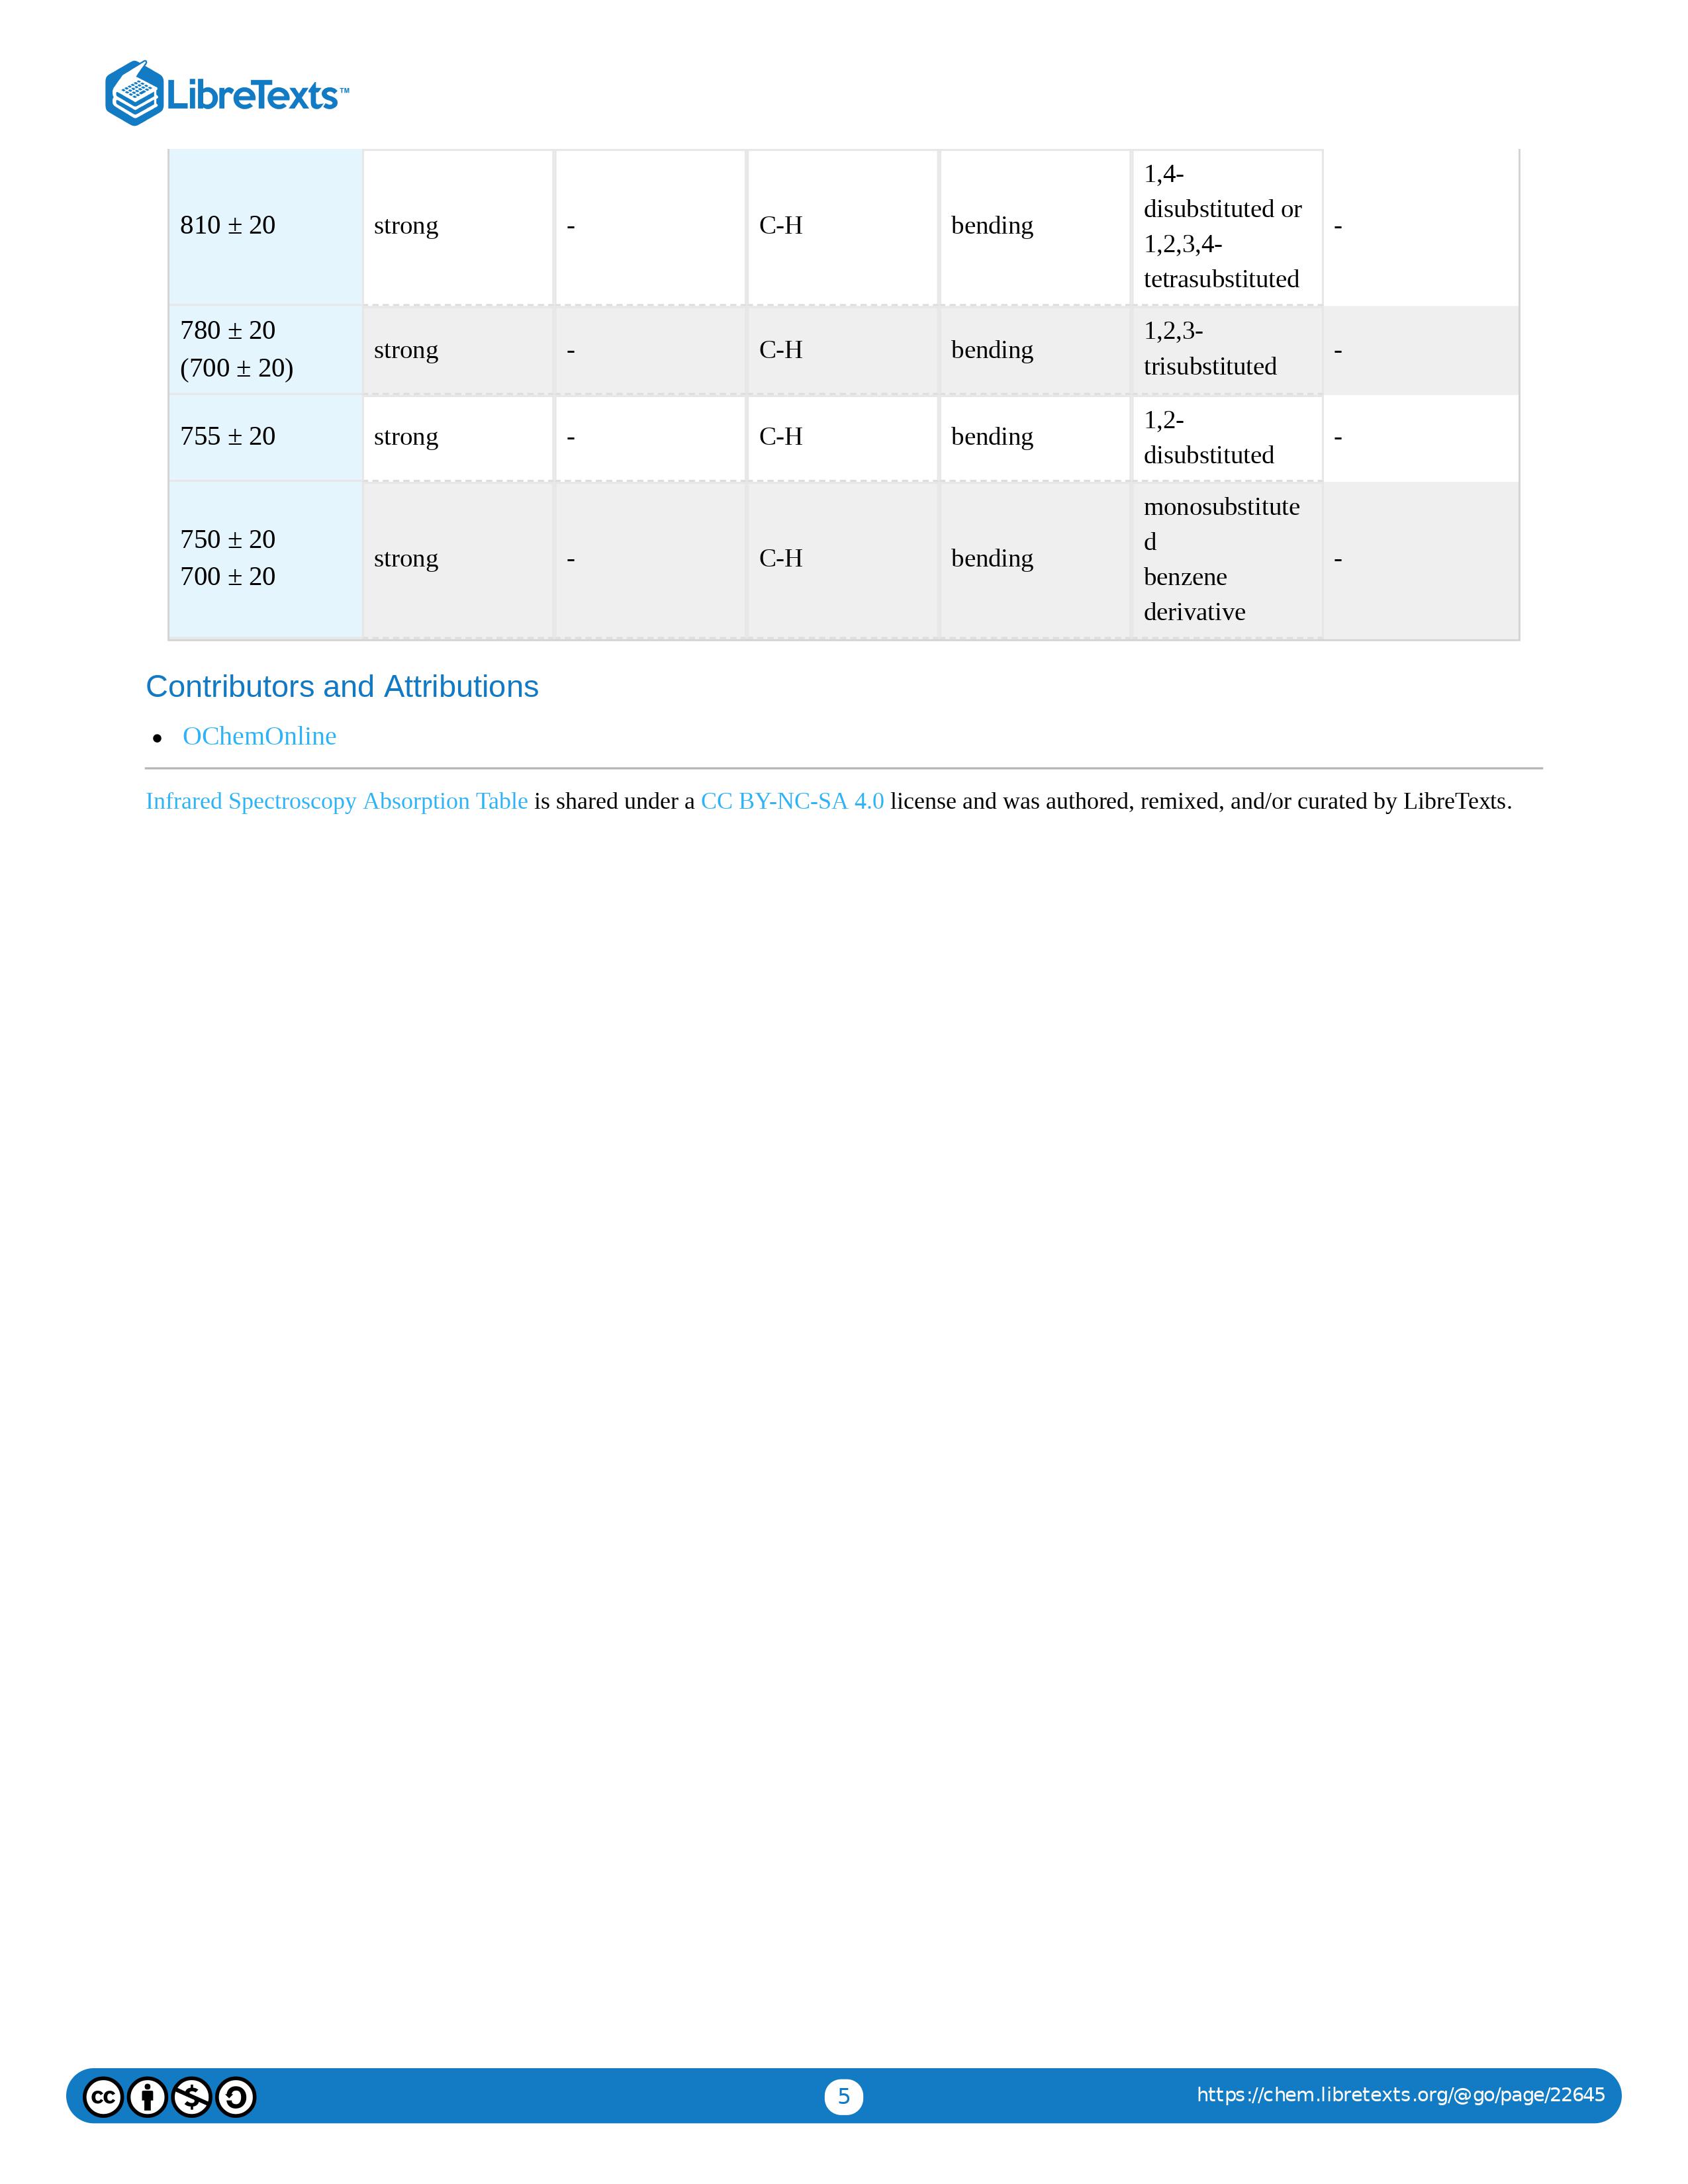 LibreTexts™
810 ± 20 strong - C-H bending 1,4-
disubstituted or
1,2,3,4-
tetrasubstituted -
780 ± 20
(700 ± 20) strong - C-H bending 1,2,3-
trisubstituted -
755 ± 20 strong - C-H bending 1,2-
disubstituted -
750 ± 20
700 ± 20 strong - C-H bending monosubstitute
d
benzene
derivative -
Contributors and Attributions
• OChemOnline
Infrared Spectroscopy Absorption Table is shared under a CC BY-NC-SA 4.0 license and was authored, remixed, and/or curated by LibreTexts.
cc $ 5 https://chem.libretexts.org/@go/page/22645